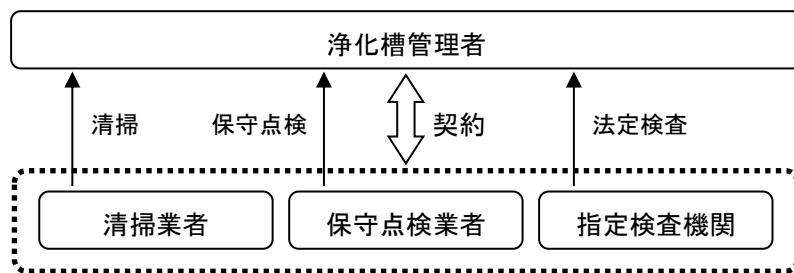 浄化槽管理者
清掃
保守点検
契約
法定検査
清掃業者
保守点検業者
指定検査機関